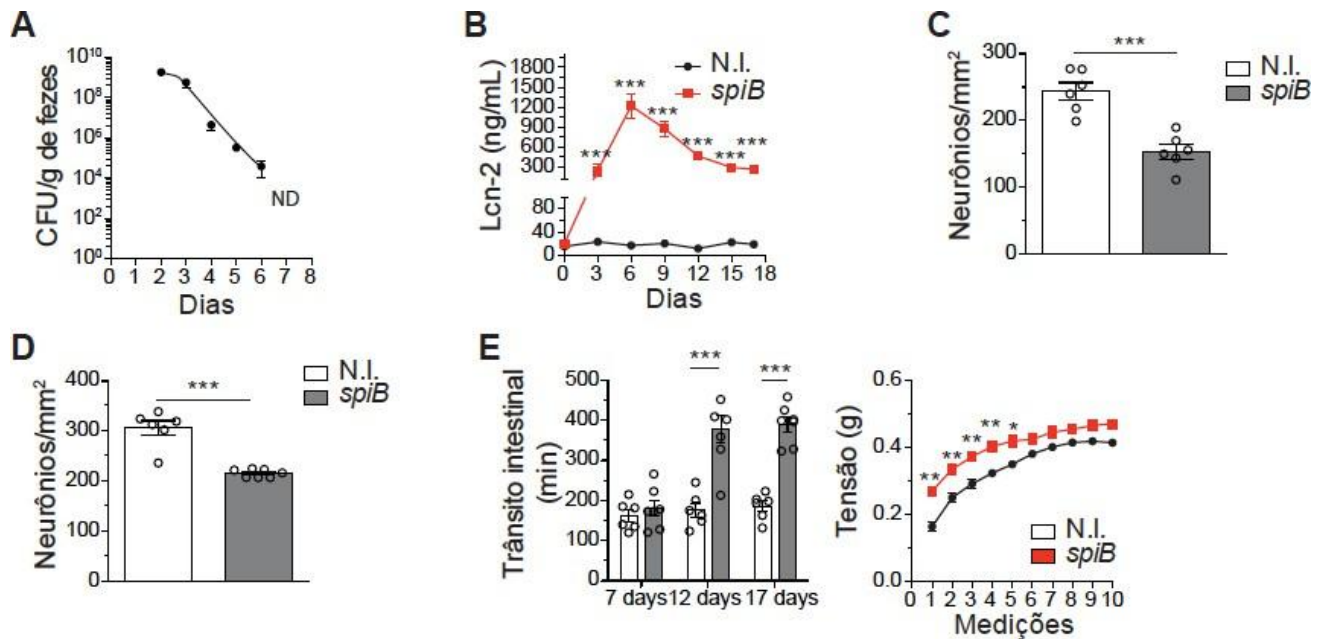 A
CFU/g de fezes
10^10
10^8
10^6
10^4
10^2
10^0
ND
0 1 2 3 4 5 6 7 8
Dias
B
Lcn-2 (ng/mL)
1800
1500
1200
900
600
300
80
40
20
0
*** *** *** *** *** ***
N.I.
spiB
0 3 6 9 12 15 18
Dias
C
Neurônios/mm²
300
200
100
0
***
N.I.
spiB
D
Neurônios/mm²
400
300
200
100
0
***
N.I.
spiB
E
Trânsito intestinal
(min)
500
400
300
200
100
0
*** ***
7 days 12 days 17 days
Tensão (g)
0.6
0.4
0.2
0.0
** ** ** ** *
N.I.
spiB
0 1 2 3 4 5 6 7 8 9 10
Medições